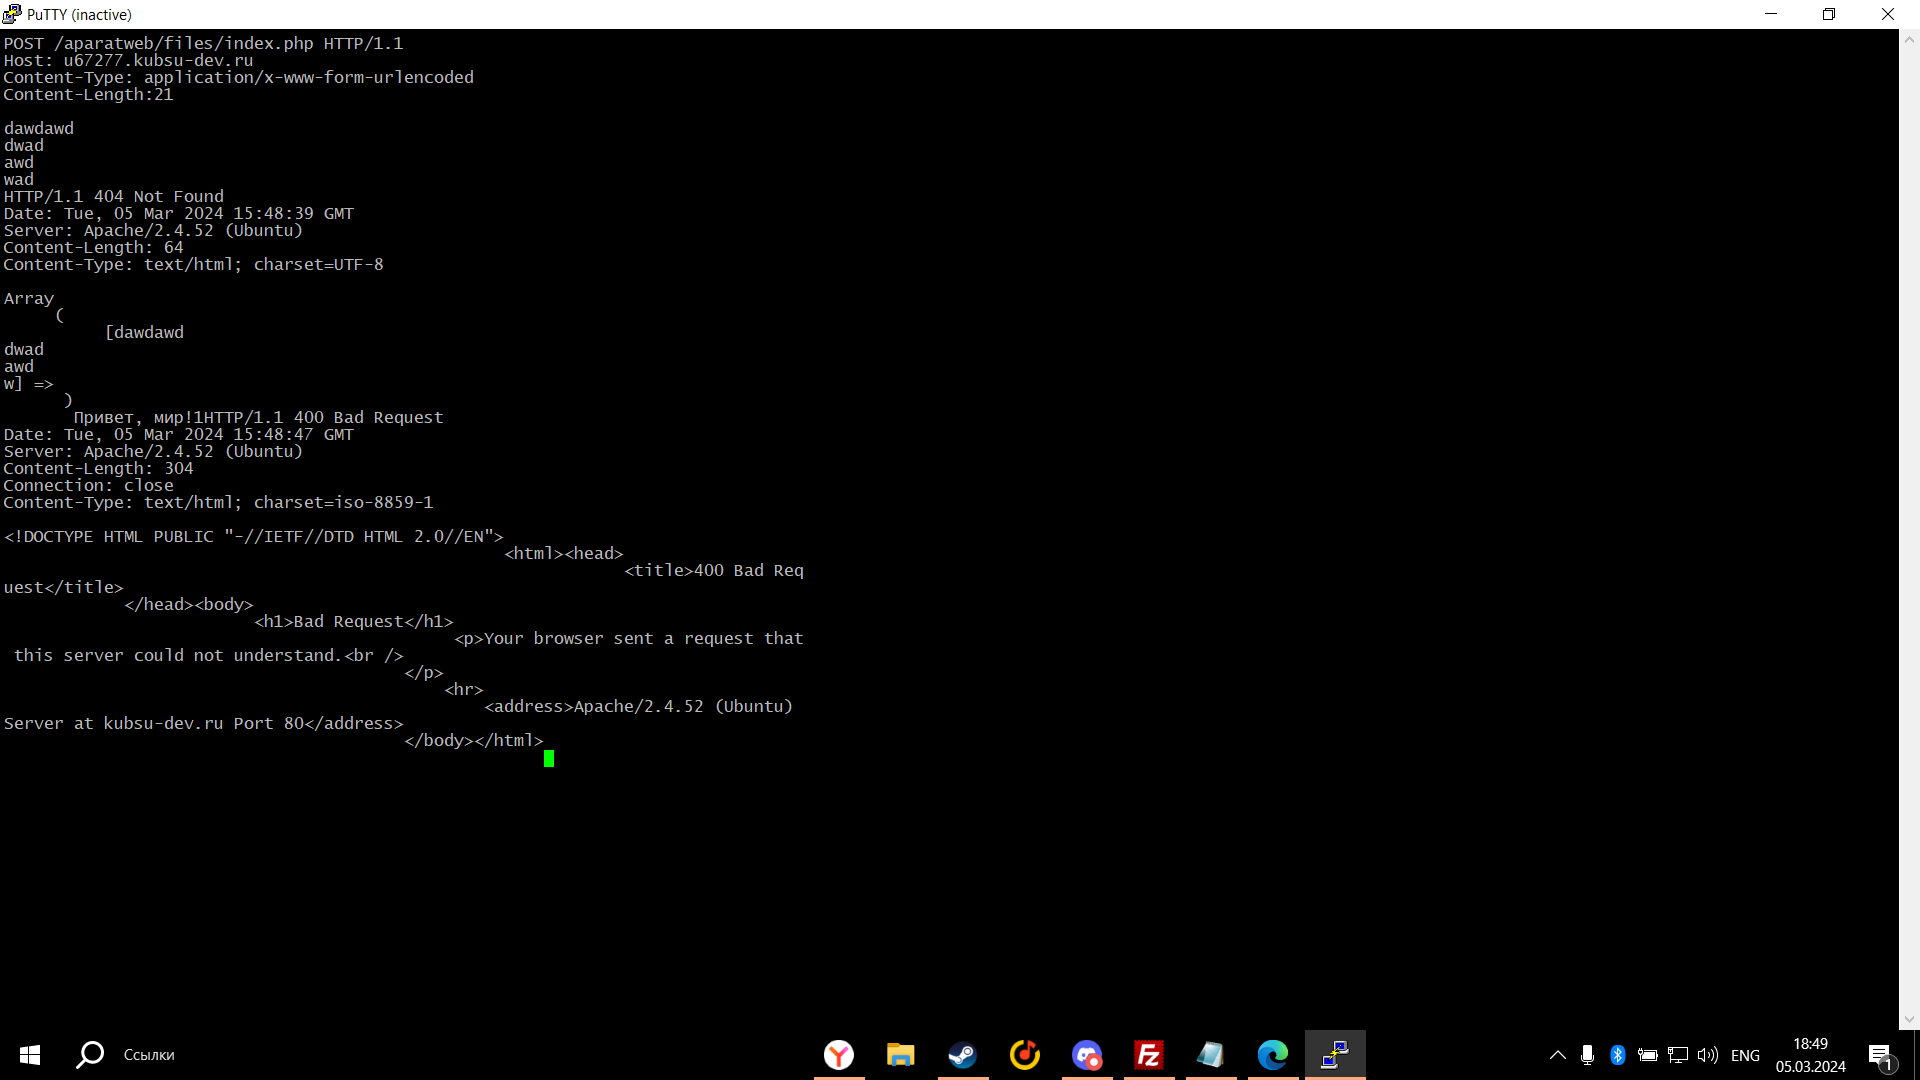 PuTTY (inactive)
POST /aparatweb/files/index.php HTTP/1.1
Host: u67277.kubsu-dev.ru
Content-Type: application/x-www-form-urlencoded
Content-Length:21
dawdawd
dwad
awd
wad
HTTP/1.1 404 Not Found
Date: Tue, 05 Mar 2024 15:48:39 GMT
Server: Apache/2.4.52 (Ubuntu)
Content-Length: 64
Content-Type: text/html; charset=UTF-8
Array
(
[dawdawd
dwad
awd
w] =>
)
Привет, мир!1HTTP/1.1 400 Bad Request
Date: Tue, 05 Mar 2024 15:48:47 GMT
Server: Apache/2.4.52 (Ubuntu)
Content-Length: 304
Connection: close
Content-Type: text/html; charset=iso-8859-1
<!DOCTYPE HTML PUBLIC "-//IETF//DTD HTML 2.0//EN">
<html><head>
<title>400 Bad Req
uest</title>
</head><body>
<h1>Bad Request</h1>
<p>Your browser sent a request that
this server could not understand.<br />
</p>
<hr>
<address>Apache/2.4.52 (Ubuntu)
Server at kubsu-dev.ru Port 80</address>
</body></html>
Ссылки
ENG
18:49
05.03.2024
1